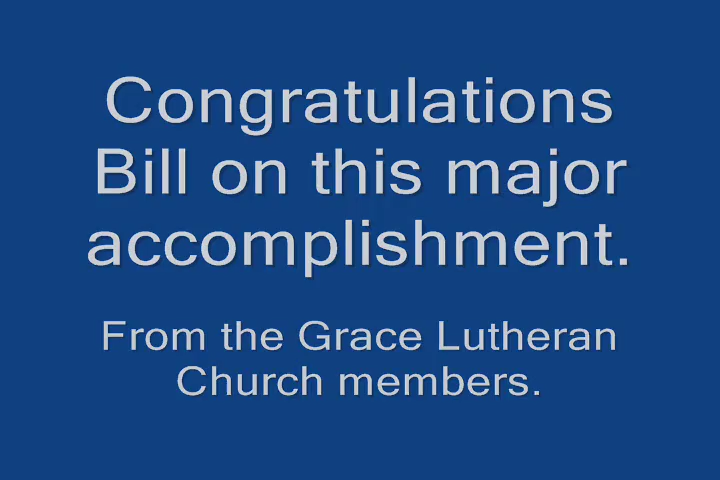 Congratulations
Bill on this major
accomplishment.
From the Grace Lutheran
Church members.